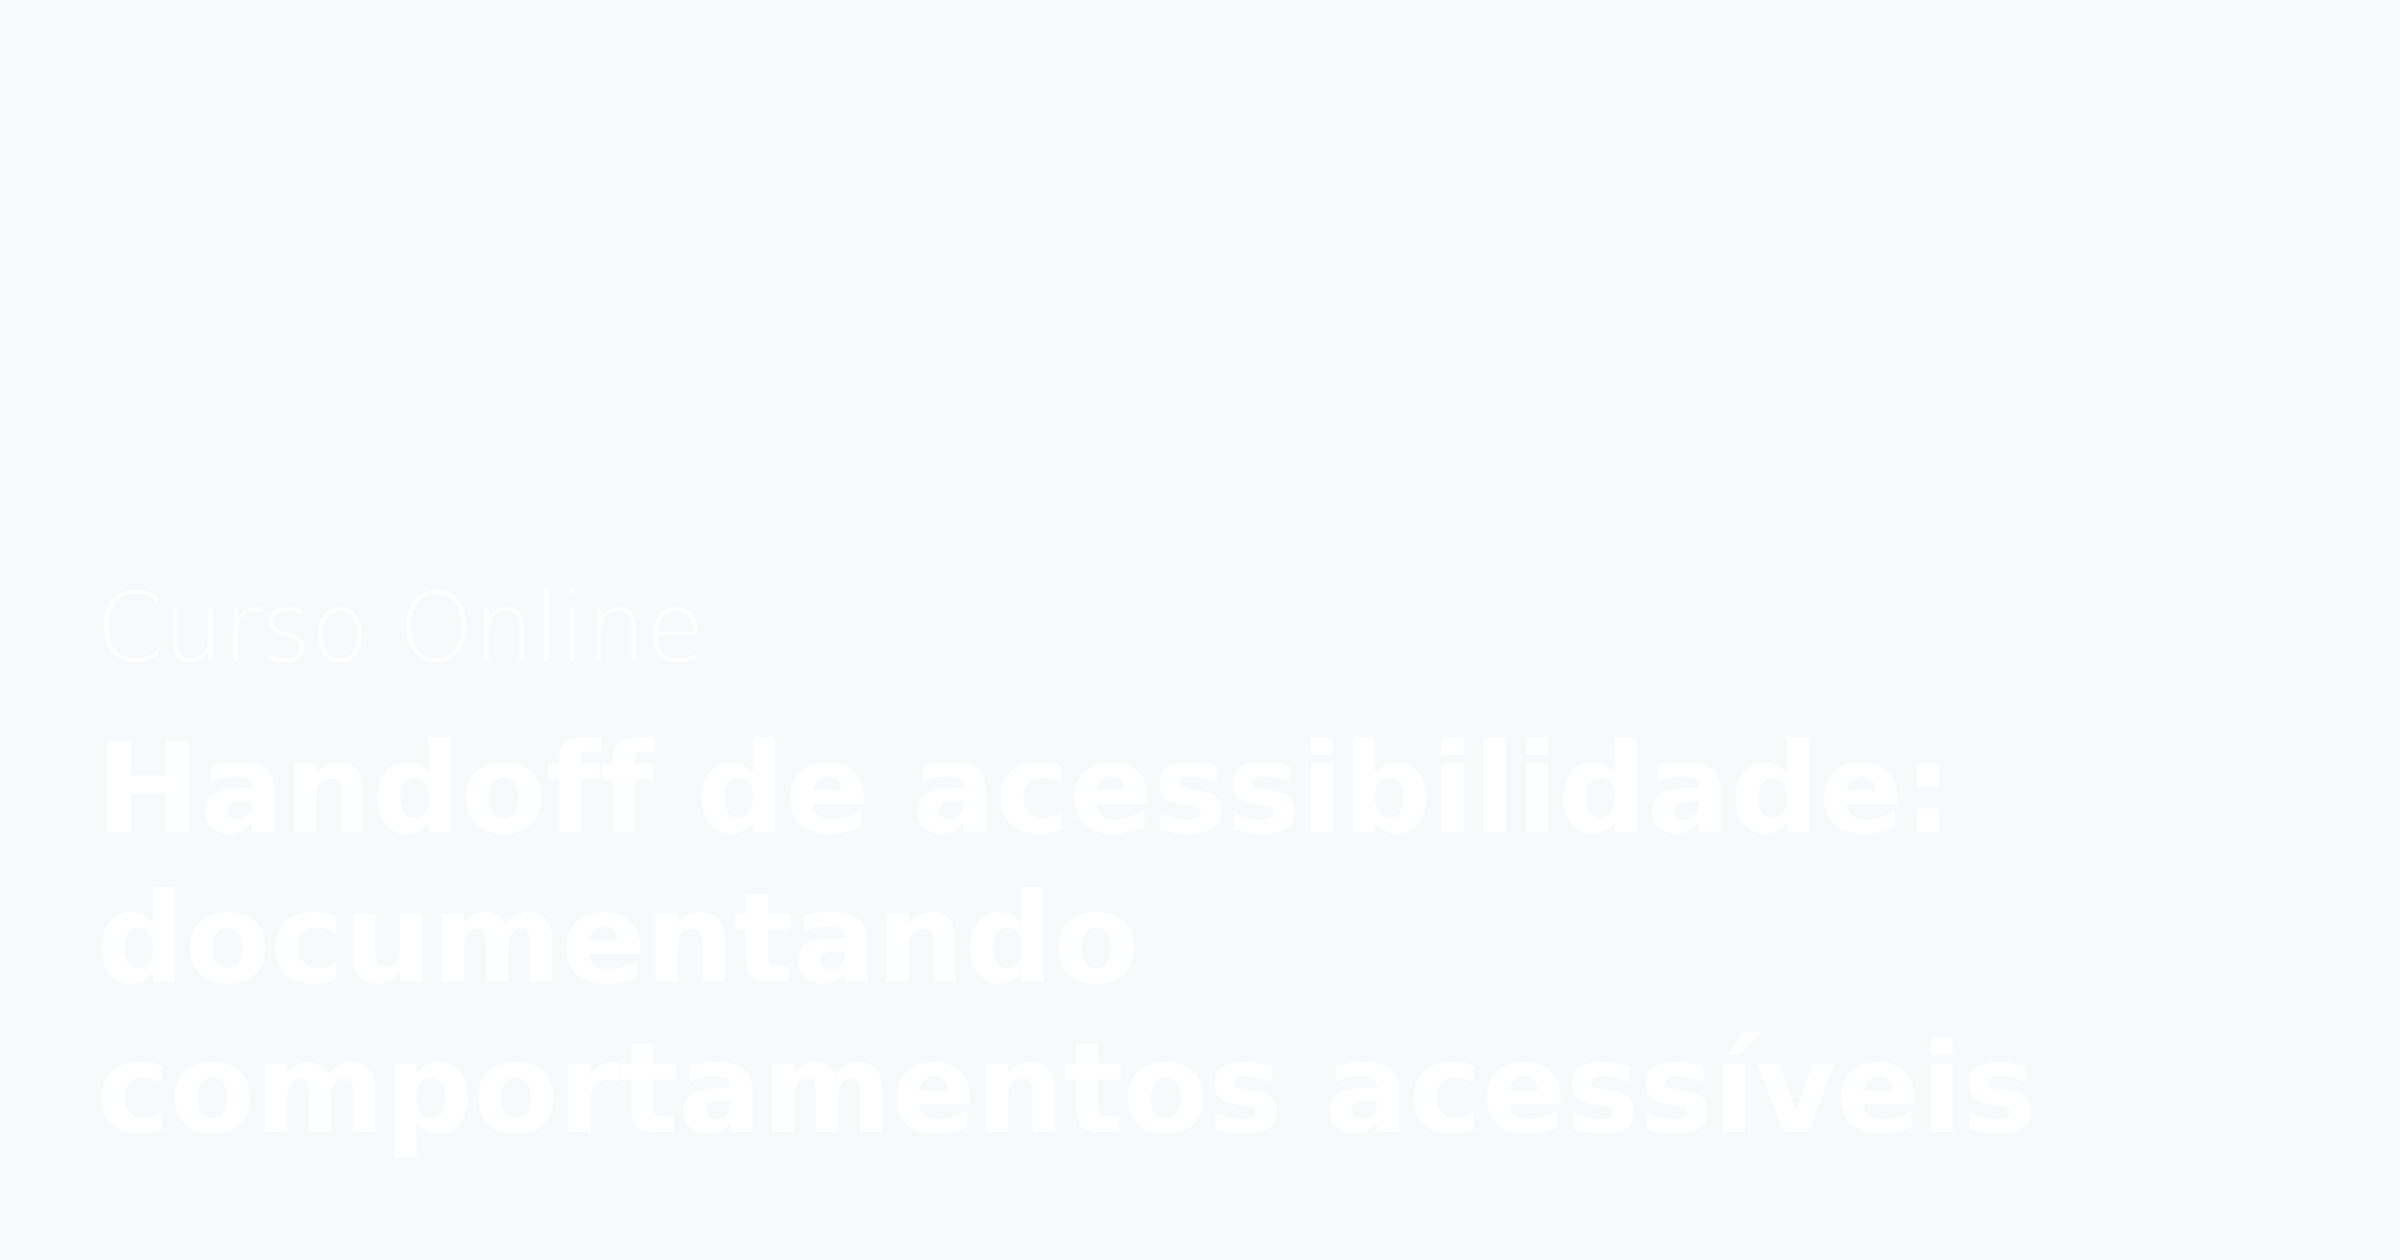 Curso Online
Handoff de acessibilidade:
documentando
comportamentos acessíveis